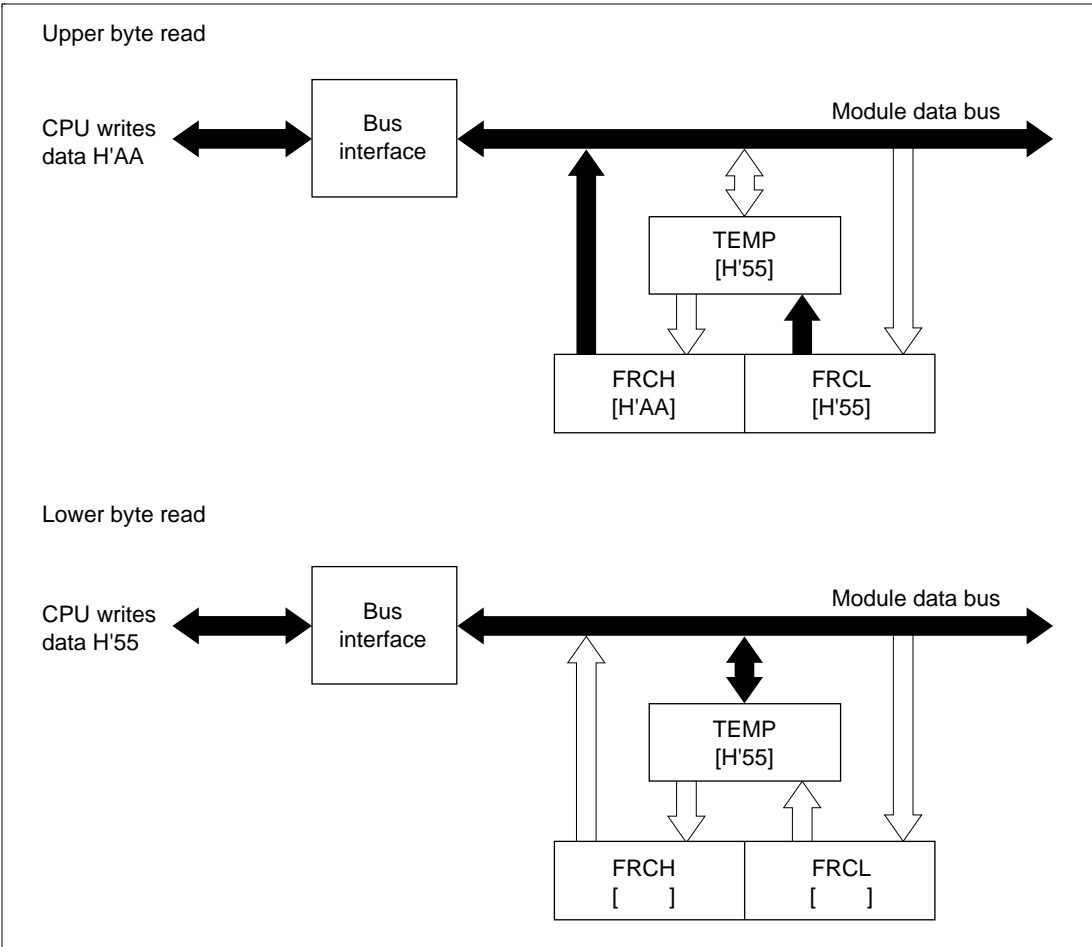 Upper byte read
CPU writes
data H'AA
Bus
interface
Module data bus
TEMP
[H'55]
FRCH
[H'AA]
FRCL
[H'55]
Lower byte read
CPU writes
data H'55
Bus
interface
Module data bus
TEMP
[H'55]
FRCH
[ ]
FRCL
[ ]